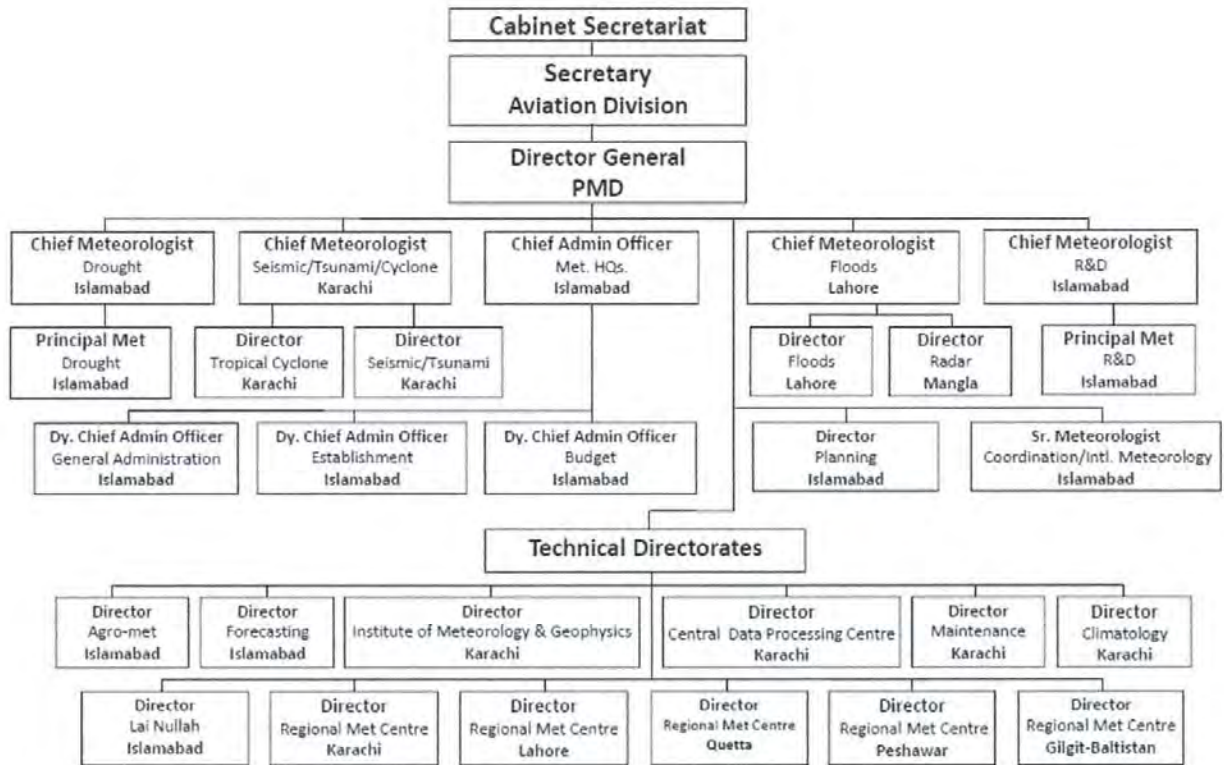 Cabinet Secretariat
Secretary
Aviation Division
Director General
PMD
Chief Meteorologist
Drought
Islamabad
Chief Meteorologist
Seismic/Tsunami/Cyclone
Karachi
Chief Admin Officer
Met. HQs.
Islamabad
Chief Meteorologist
Floods
Lahore
Chief Meteorologist
R&D
Islamabad
Principal Met
Drought
Islamabad
Director
Tropical Cyclone
Karachi
Director
Seismic/Tsunami
Karachi
Director
Floods
Lahore
Director
Radar
Mangla
Principal Met
R&D
Islamabad
Dy. Chief Admin Officer
General Administration
Islamabad
Dy. Chief Admin Officer
Establishment
Islamabad
Dy. Chief Admin Officer
Budget
Islamabad
Director
Planning
Islamabad
Sr. Meteorologist
Coordination/Intl. Meteorology
Islamabad
Technical Directorates
Director
Agro-met
Islamabad
Director
Forecasting
Islamabad
Director
Institute of Meteorology & Geophysics
Karachi
Director
Central Data Processing Centre
Karachi
Director
Maintenance
Karachi
Director
Climatology
Karachi
Director
Lai Nullah
Islamabad
Director
Regional Met Centre
Karachi
Director
Regional Met Centre
Lahore
Director
Regional Met Centre
Quetta
Director
Regional Met Centre
Peshawar
Director
Regional Met Centre
Gilgit-Baltistan